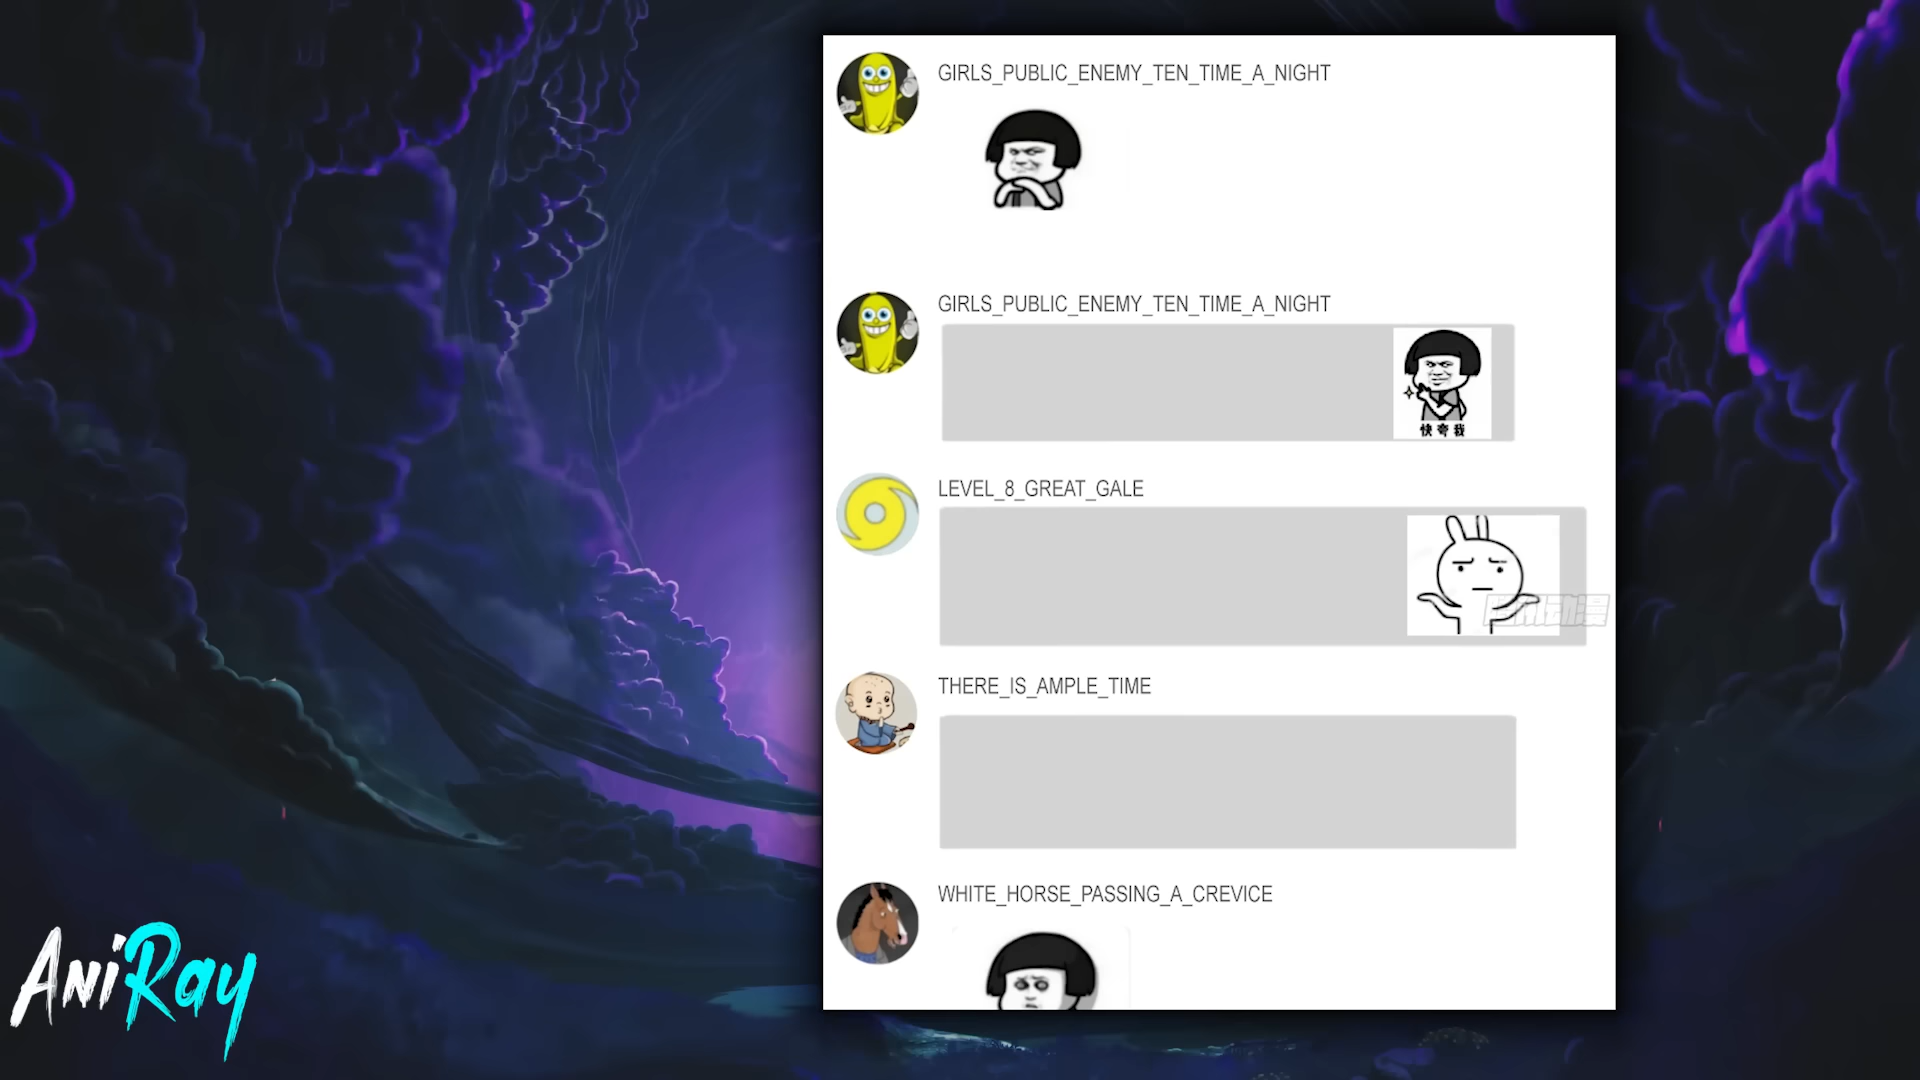 GIRLS_PUBLIC_ENEMY_TEN_TIME_A_NIGHT
GIRLS_PUBLIC_ENEMY_TEN_TIME_A_NIGHT
快夸我
LEVEL_8_GREAT_GALE
THERE_IS_AMPLE_TIME
WHITE_HORSE_PASSING_A_CREVICE
AniRay